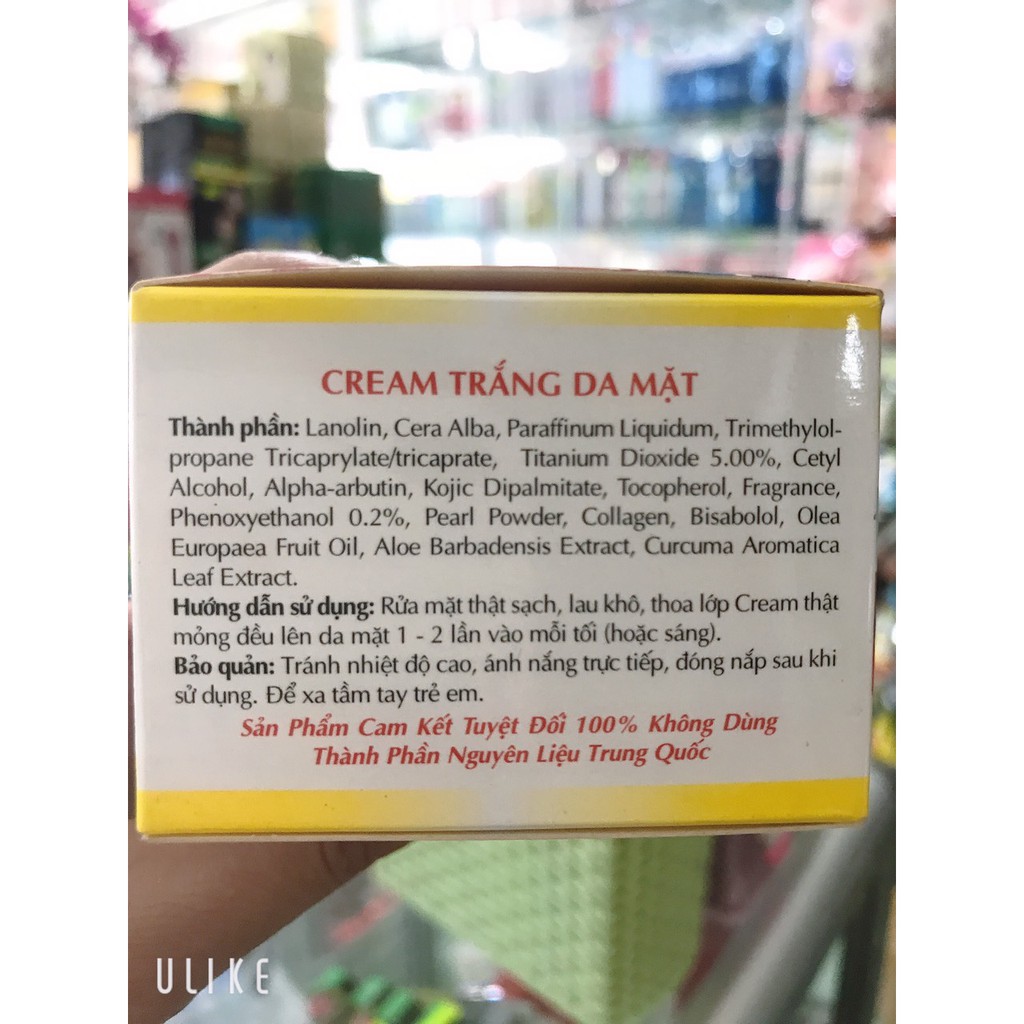 CREAM TRẮNG DA MẶT
Thành phần: Lanolin, Cera Alba, Paraffinum Liquidum, Trimethylol-
propane Tricaprylate/tricaprate, Titanium Dioxide 5.00%, Cetyl
Alcohol, Alpha-arbutin, Kojic Dipalmitate, Tocopherol, Fragrance,
Phenoxyethanol 0.2%, Pearl Powder, Collagen, Bisabolol, Olea
Europaea Fruit Oil, Aloe Barbadensis Extract, Curcuma Aromatica
Leaf Extract.
Hướng dẫn sử dụng: Rửa mặt thật sạch, lau khô, thoa lớp Cream thật
mỏng đều lên da mặt 1 - 2 lần vào mỗi tối (hoặc sáng).
Bảo quản: Tránh nhiệt độ cao, ánh nắng trực tiếp, đóng nắp sau khi
sử dụng. Để xa tầm tay trẻ em.
Sản Phẩm Cam Kết Tuyệt Đối 100% Không Dùng
Thành Phần Nguyên Liệu Trung Quốc
ULIKE